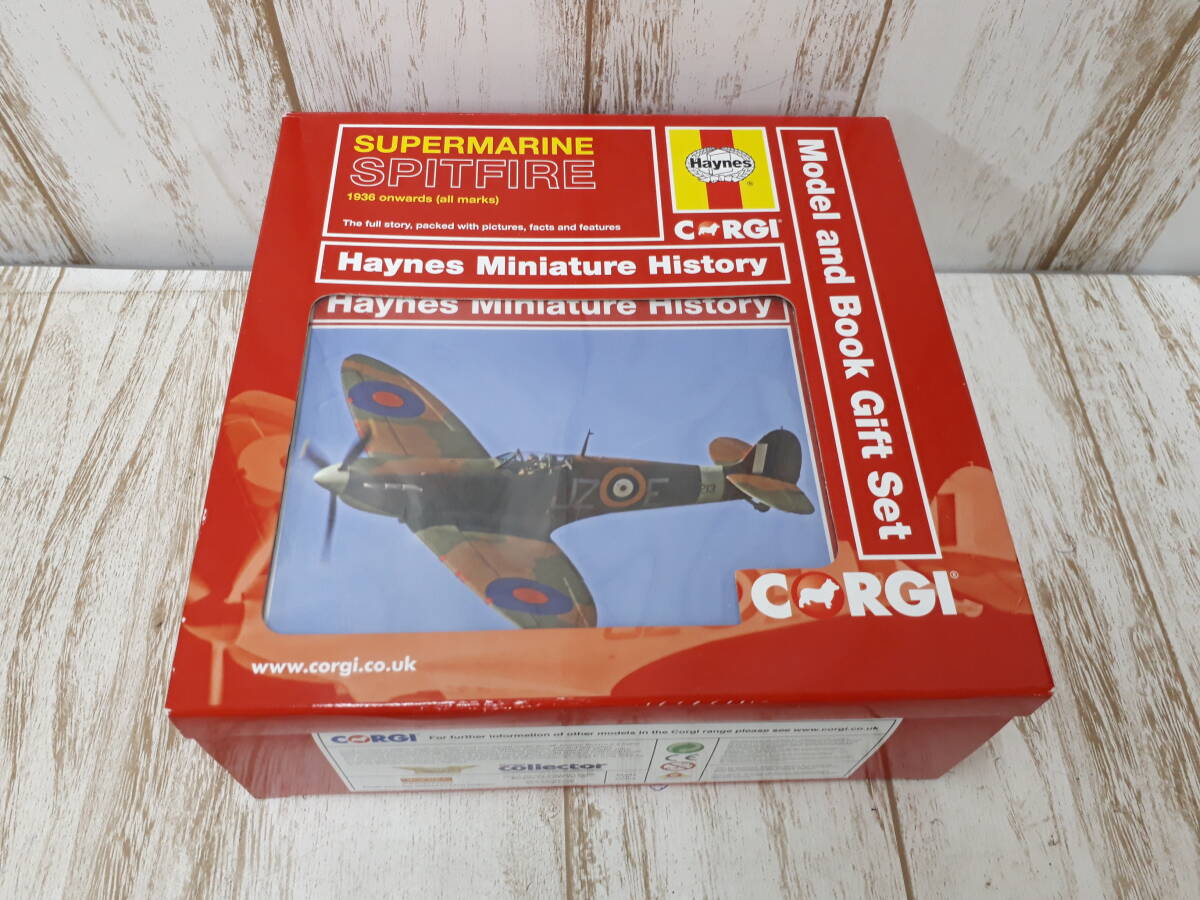 SUPERMARINE
SPITFIRE
1936 onwards (all marks)
The full story, packed with pictures, facts and features
Haynes
®
CORGI
Haynes Miniature History
Model and Book Gift Set
Haynes Miniature History
UZ F
CORGI®
www.corgi.co.uk
CORGI For further information of other models in the Corgi range please see www.corgi.co.uk
collector